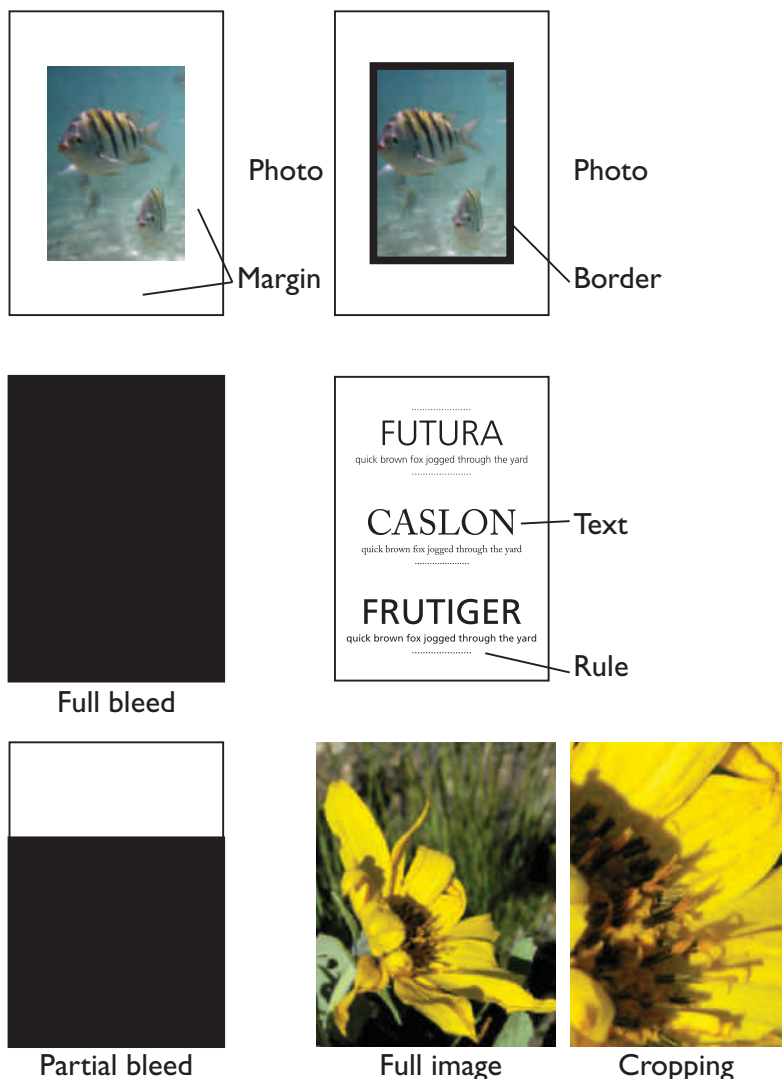 Photo
Margin
Photo
Border
Full bleed
FUTURA
quick brown fox jogged through the yard
CASLON
quick brown fox jogged through the yard
FRUTIGER
quick brown fox jogged through the yard
Text
Rule
Partial bleed
Full image
Cropping